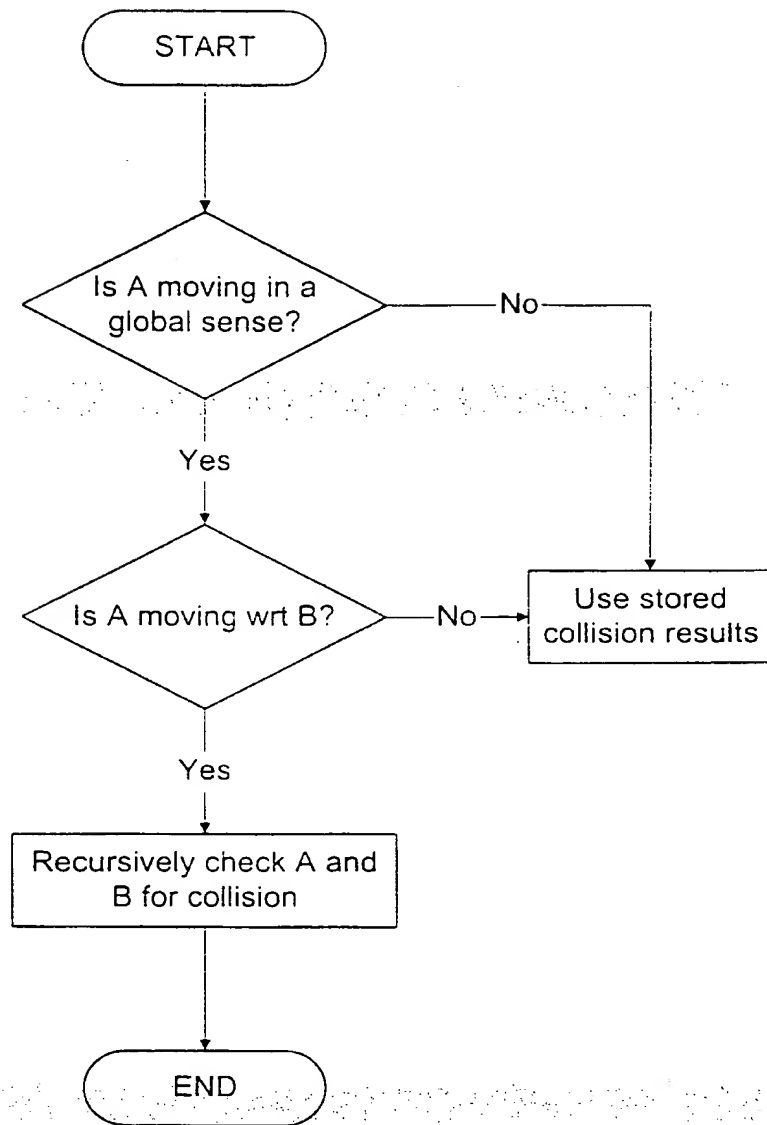 START
Is A moving in a
global sense?
No
Yes
Is A moving wrt B?
No
Use stored
collision results
Yes
Recursively check A and
B for collision
END